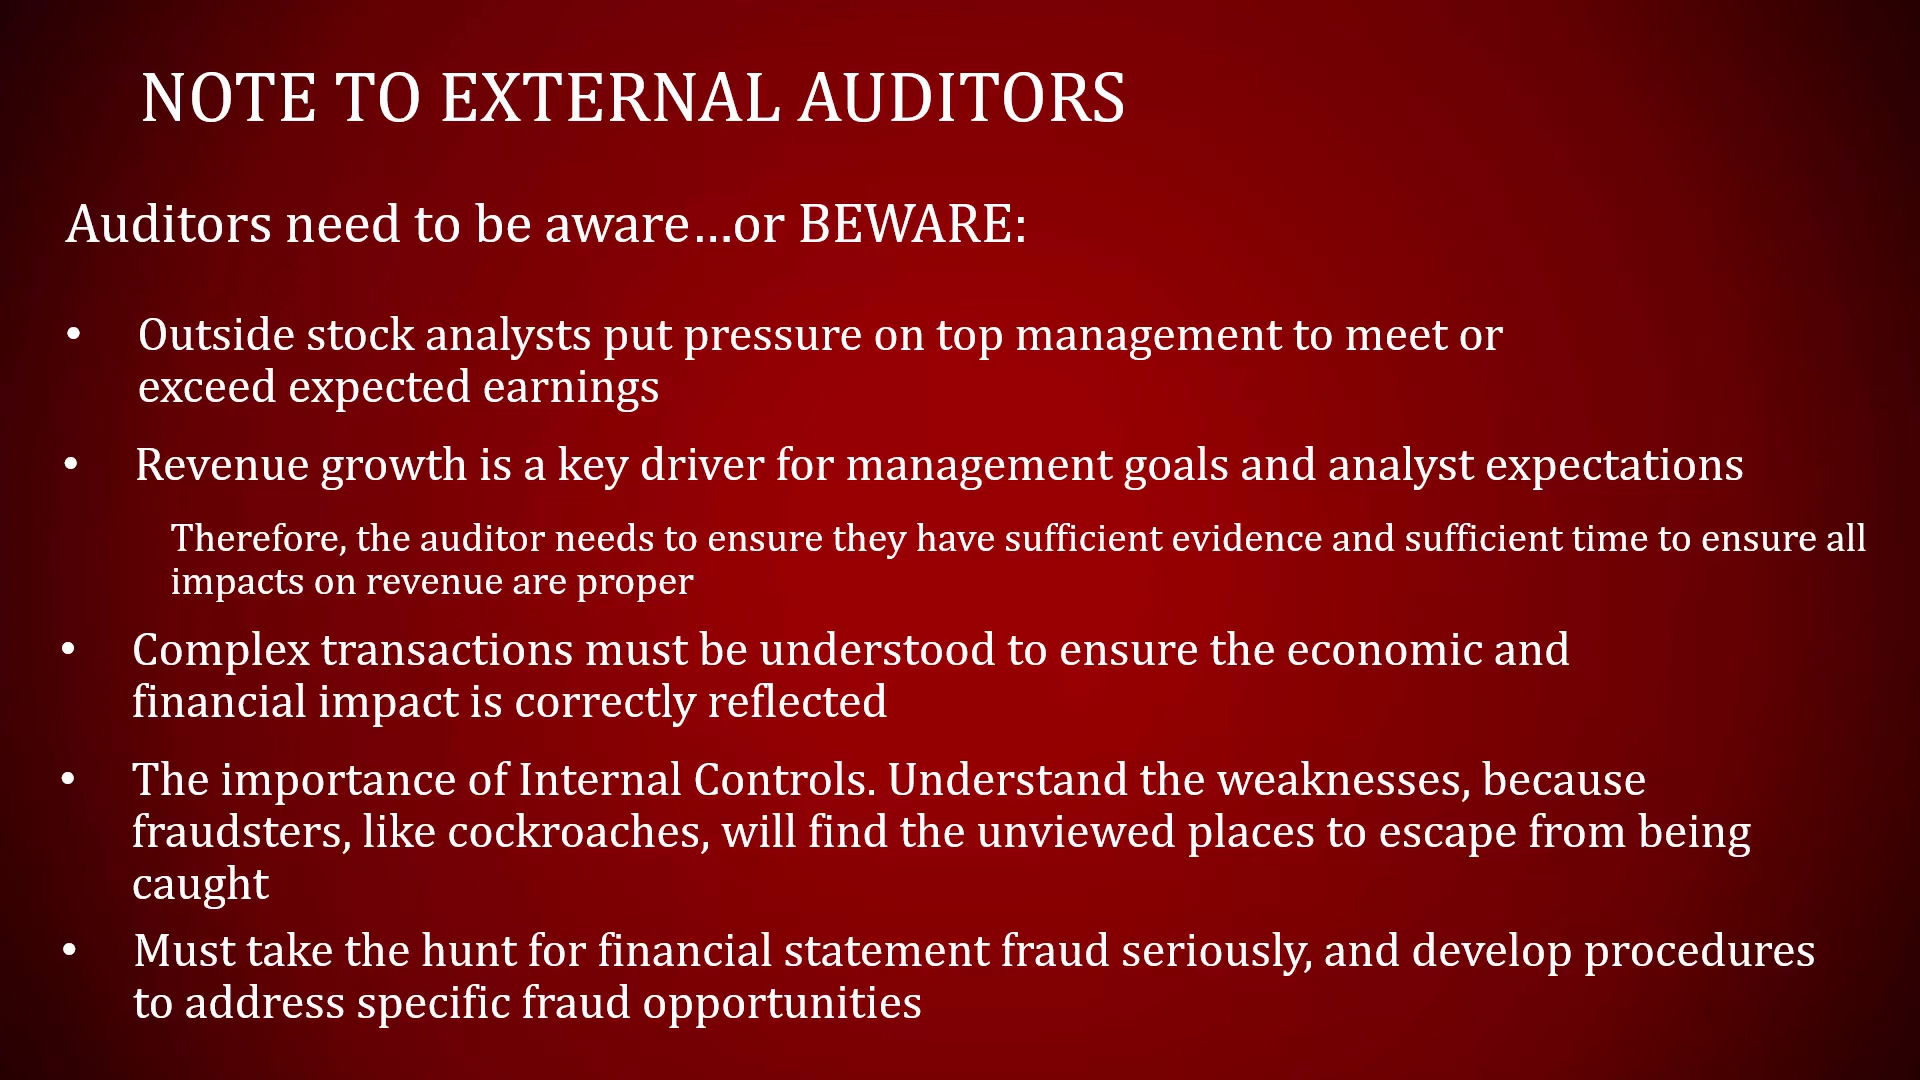 NOTE TO EXTERNAL AUDITORS
Auditors need to be aware…or BEWARE:
• Outside stock analysts put pressure on top management to meet or
exceed expected earnings
• Revenue growth is a key driver for management goals and analyst expectations
Therefore, the auditor needs to ensure they have sufficient evidence and sufficient time to ensure all
impacts on revenue are proper
• Complex transactions must be understood to ensure the economic and
financial impact is correctly reflected
• The importance of Internal Controls. Understand the weaknesses, because
fraudsters, like cockroaches, will find the unviewed places to escape from being
caught
• Must take the hunt for financial statement fraud seriously, and develop procedures
to address specific fraud opportunities